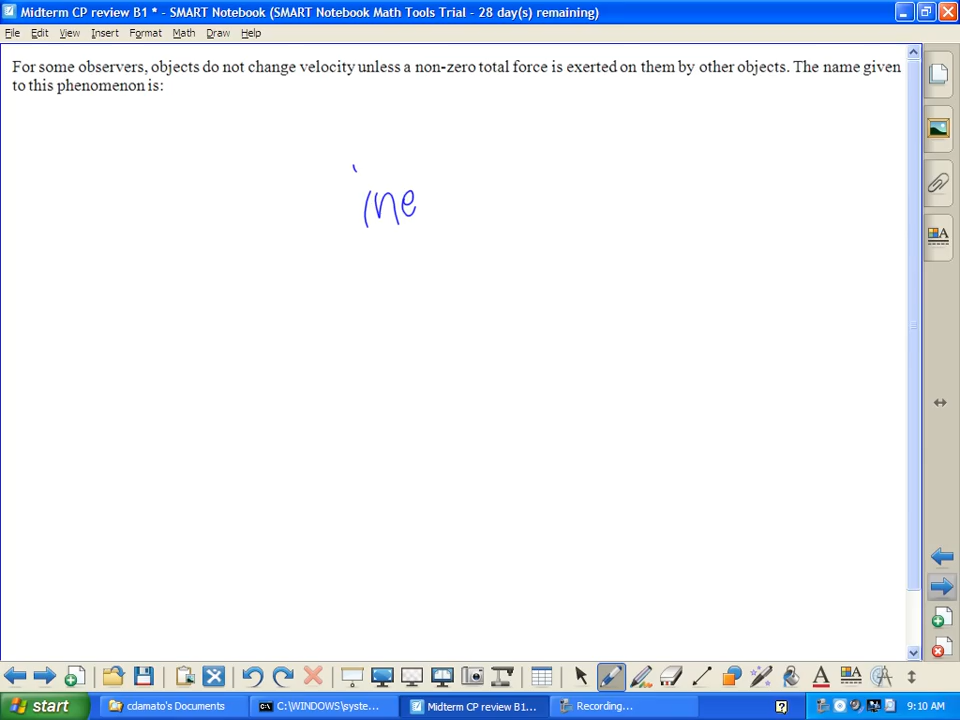 Midterm CP review B1 * - SMART Notebook (SMART Notebook Math Tools Trial - 28 day(s) remaining)
File Edit View Insert Format Math Draw Help
For some observers, objects do not change velocity unless a non-zero total force is exerted on them by other objects. The name given
to this phenomenon is:
ine
start
cdamato's Documents
C:\WINDOWS\syste...
Midterm CP review B1...
Recording...
9:10 AM